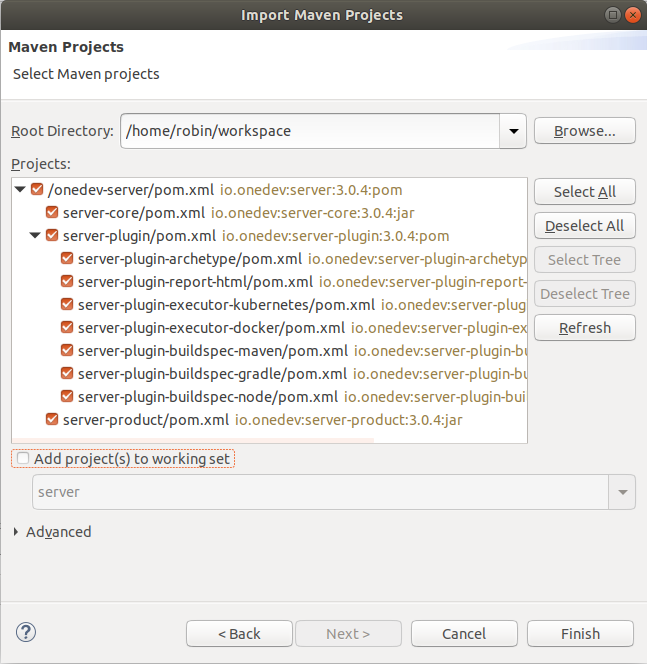 Import Maven Projects
Maven Projects
Select Maven projects
Root Directory: /home/robin/workspace Browse...
Projects:
/onedev-server/pom.xml io.onedev:server:3.0.4:pom
server-core/pom.xml io.onedev:server-core:3.0.4:jar
server-plugin/pom.xml io.onedev:server-plugin:3.0.4:pom
server-plugin-archetype/pom.xml io.onedev:server-plugin-archetyp
server-plugin-report-html/pom.xml io.onedev:server-plugin-report-
server-plugin-executor-kubernetes/pom.xml io.onedev:server-plug
server-plugin-executor-docker/pom.xml io.onedev:server-plugin-ex
server-plugin-buildspec-maven/pom.xml io.onedev:server-plugin-bu
server-plugin-buildspec-gradle/pom.xml io.onedev:server-plugin-bu
server-plugin-buildspec-node/pom.xml io.onedev:server-plugin-bui
server-product/pom.xml io.onedev:server-product:3.0.4:jar
Select All
Deselect All
Select Tree
Deselect Tree
Refresh
Add project(s) to working set
server
Advanced
? < Back Next > Cancel Finish